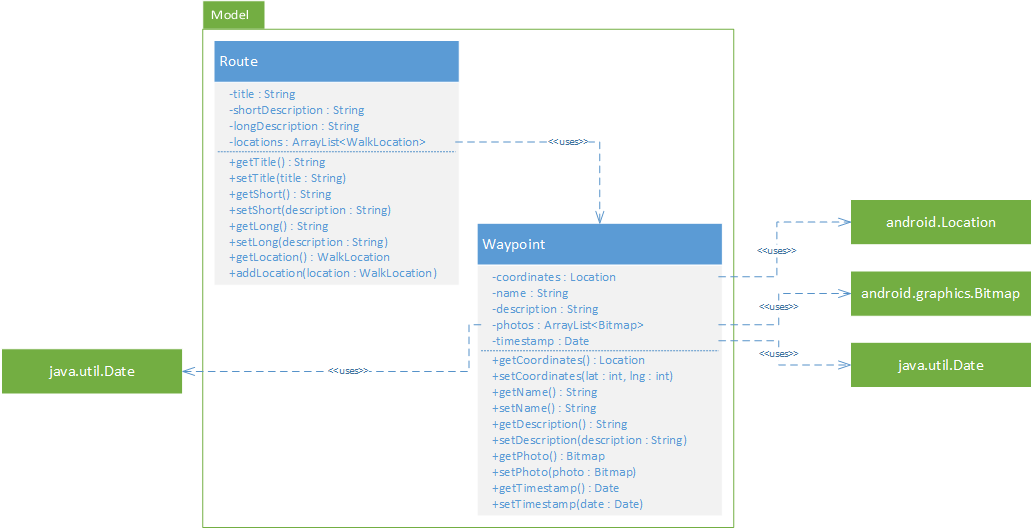 Model
Route
-title : String
-shortDescription : String
-longDescription : String
-locations : ArrayList<WalkLocation>
+getTitle() : String
+setTitle(title : String)
+getShort() : String
+setShort(description : String)
+getLong() : String
+setLong(description : String)
+getLocation() : WalkLocation
+addLocation(location : WalkLocation)
<<uses>>
Waypoint
-coordinates : Location
-name : String
-description : String
-photos : ArrayList<Bitmap>
-timestamp : Date
+getCoordinates() : Location
+setCoordinates(lat : int, lng : int)
+getName() : String
+setName() : String
+getDescription() : String
+setDescription(description : String)
+getPhoto() : Bitmap
+setPhoto(photo : Bitmap)
+getTimestamp() : Date
+setTimestamp(date : Date)
<<uses>>
android.Location
<<uses>>
android.graphics.Bitmap
<<uses>>
java.util.Date
<<uses>>
java.util.Date